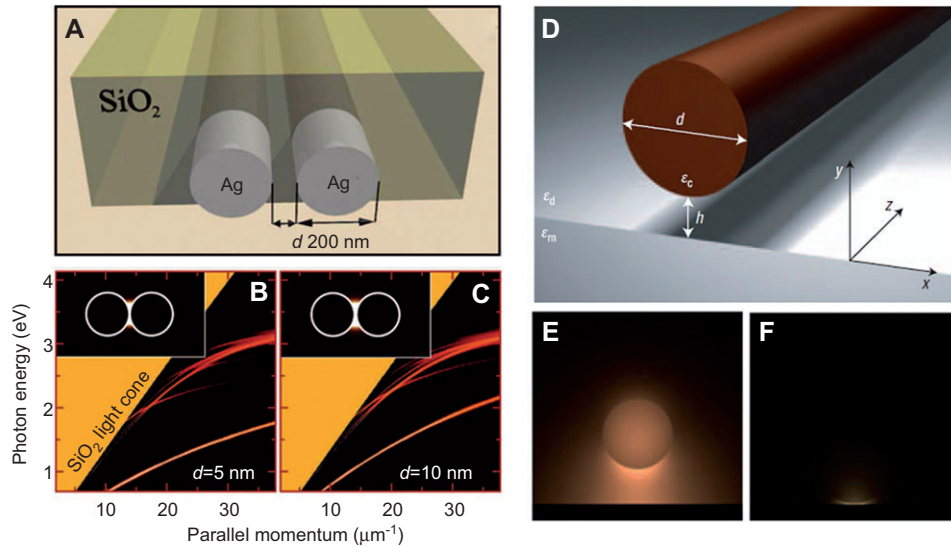 A
SiO₂
Ag
Ag
d 200 nm
D
d
εc
h
εd
εm
y
z
x
Photon energy (eV)
4
3
2
1
B
SiO₂ light cone
d=5 nm
10
20
30
C
d=10 nm
10
20
30
Parallel momentum (μm⁻¹)
E
F